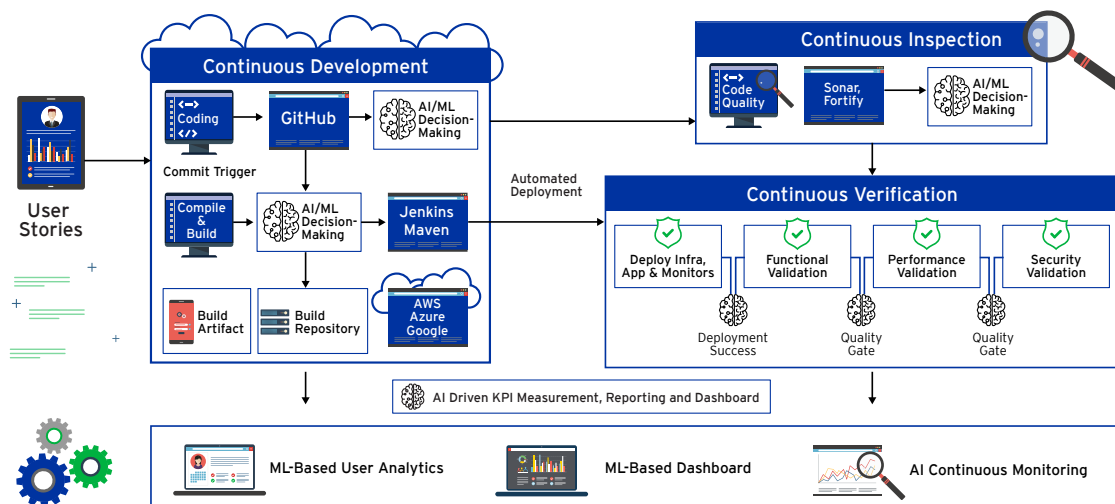 Continuous Development
Continuous Inspection
<···>
Coding
</>
GitHub
AI/ML
Decision-
Making
<···>
Code
Quality
Sonar,
Fortify
AI/ML
Decision-
Making
Commit Trigger
User
Stories
Compile
&
Build
AI/ML
Decision-
Making
Jenkins
Maven
Automated
Deployment
Continuous Verification
Deploy Infra,
App & Monitors
Functional
Validation
Performance
Validation
Security
Validation
Build
Artifact
Build
Repository
AWS
Azure
Google
Deployment
Success
Quality
Gate
Quality
Gate
AI Driven KPI Measurement, Reporting and Dashboard
ML-Based User Analytics
ML-Based Dashboard
AI Continuous Monitoring